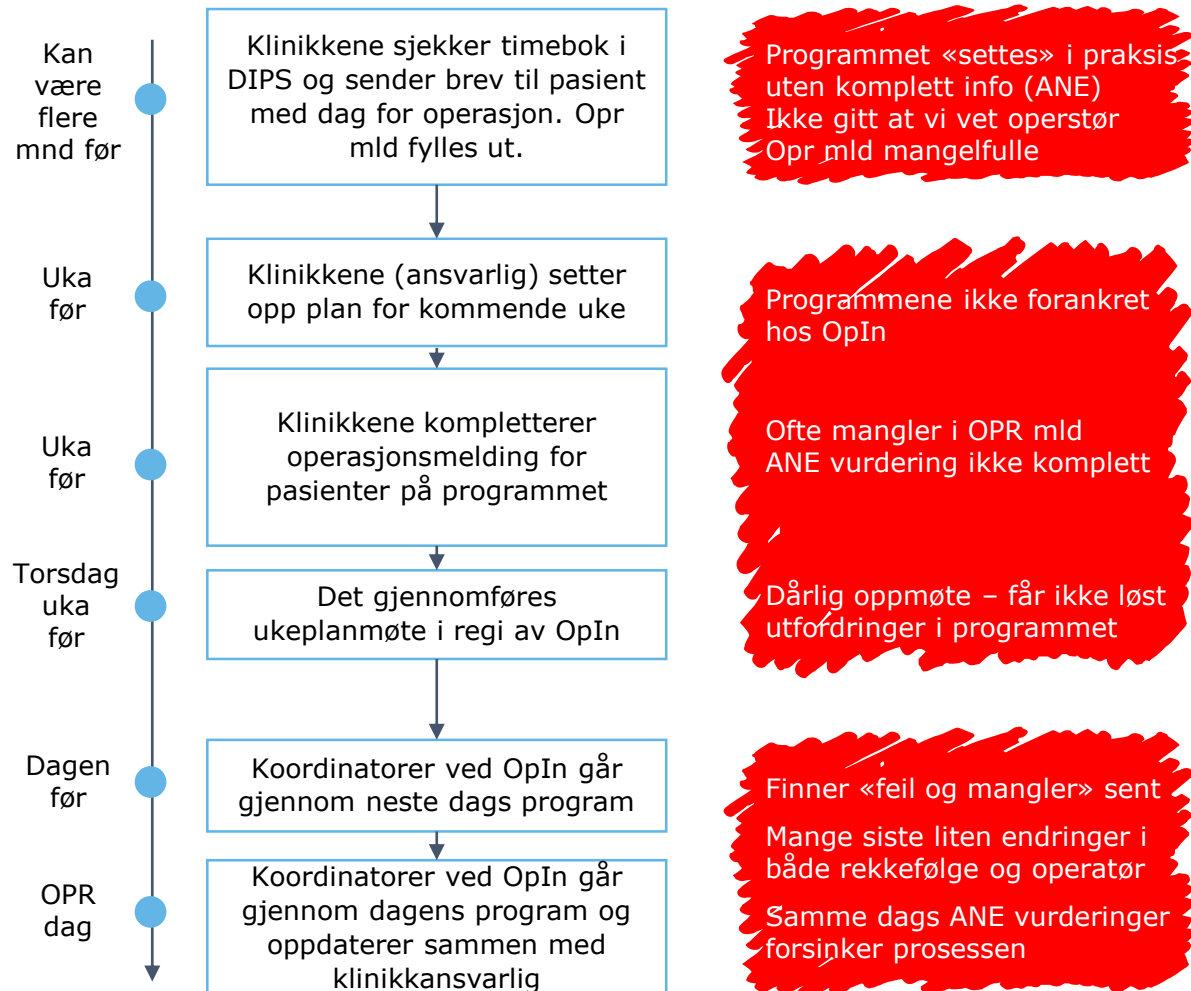 Kan
være
flere
mnd før
Klinikkene sjekker timebok i
DIPS og sender brev til pasient
med dag for operasjon. Opr
mld fylles ut.
Programmet «settes» i praksis
uten komplett info (ANE)
Ikke gitt at vi vet operstør
Opr mld mangelfulle
Uka
før
Klinikkene (ansvarlig) setter
opp plan for kommende uke
Programmene ikke forankret
hos OpIn
Uka
før
Klinikkene kompletterer
operasjonsmelding for
pasienter på programmet
Ofte mangler i OPR mld
ANE vurdering ikke komplett
Torsdag
uka
før
Det gjennomføres
ukeplanmøte i regi av OpIn
Dårlig oppmøte – får ikke løst
utfordringer i programmet
Dagen
før
Koordinatorer ved OpIn går
gjennom neste dags program
Finner «feil og mangler» sent
Mange siste liten endringer i
både rekkefølge og operatør
OPR
dag
Koordinatorer ved OpIn går
gjennom dagens program og
oppdaterer sammen med
klinikkansvarlig
Samme dags ANE vurderinger
forsinker prosessen